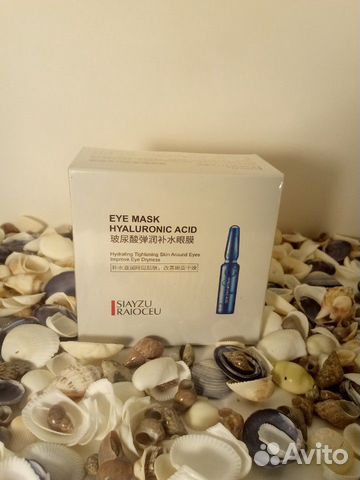 EYE MASK
HYALURONIC ACID
玻尿酸弹润补水眼膜
Hydrating Tightening Skin Around Eyes
Improve Eye Dryness
SIAYZU
RAIOCEU
Avito